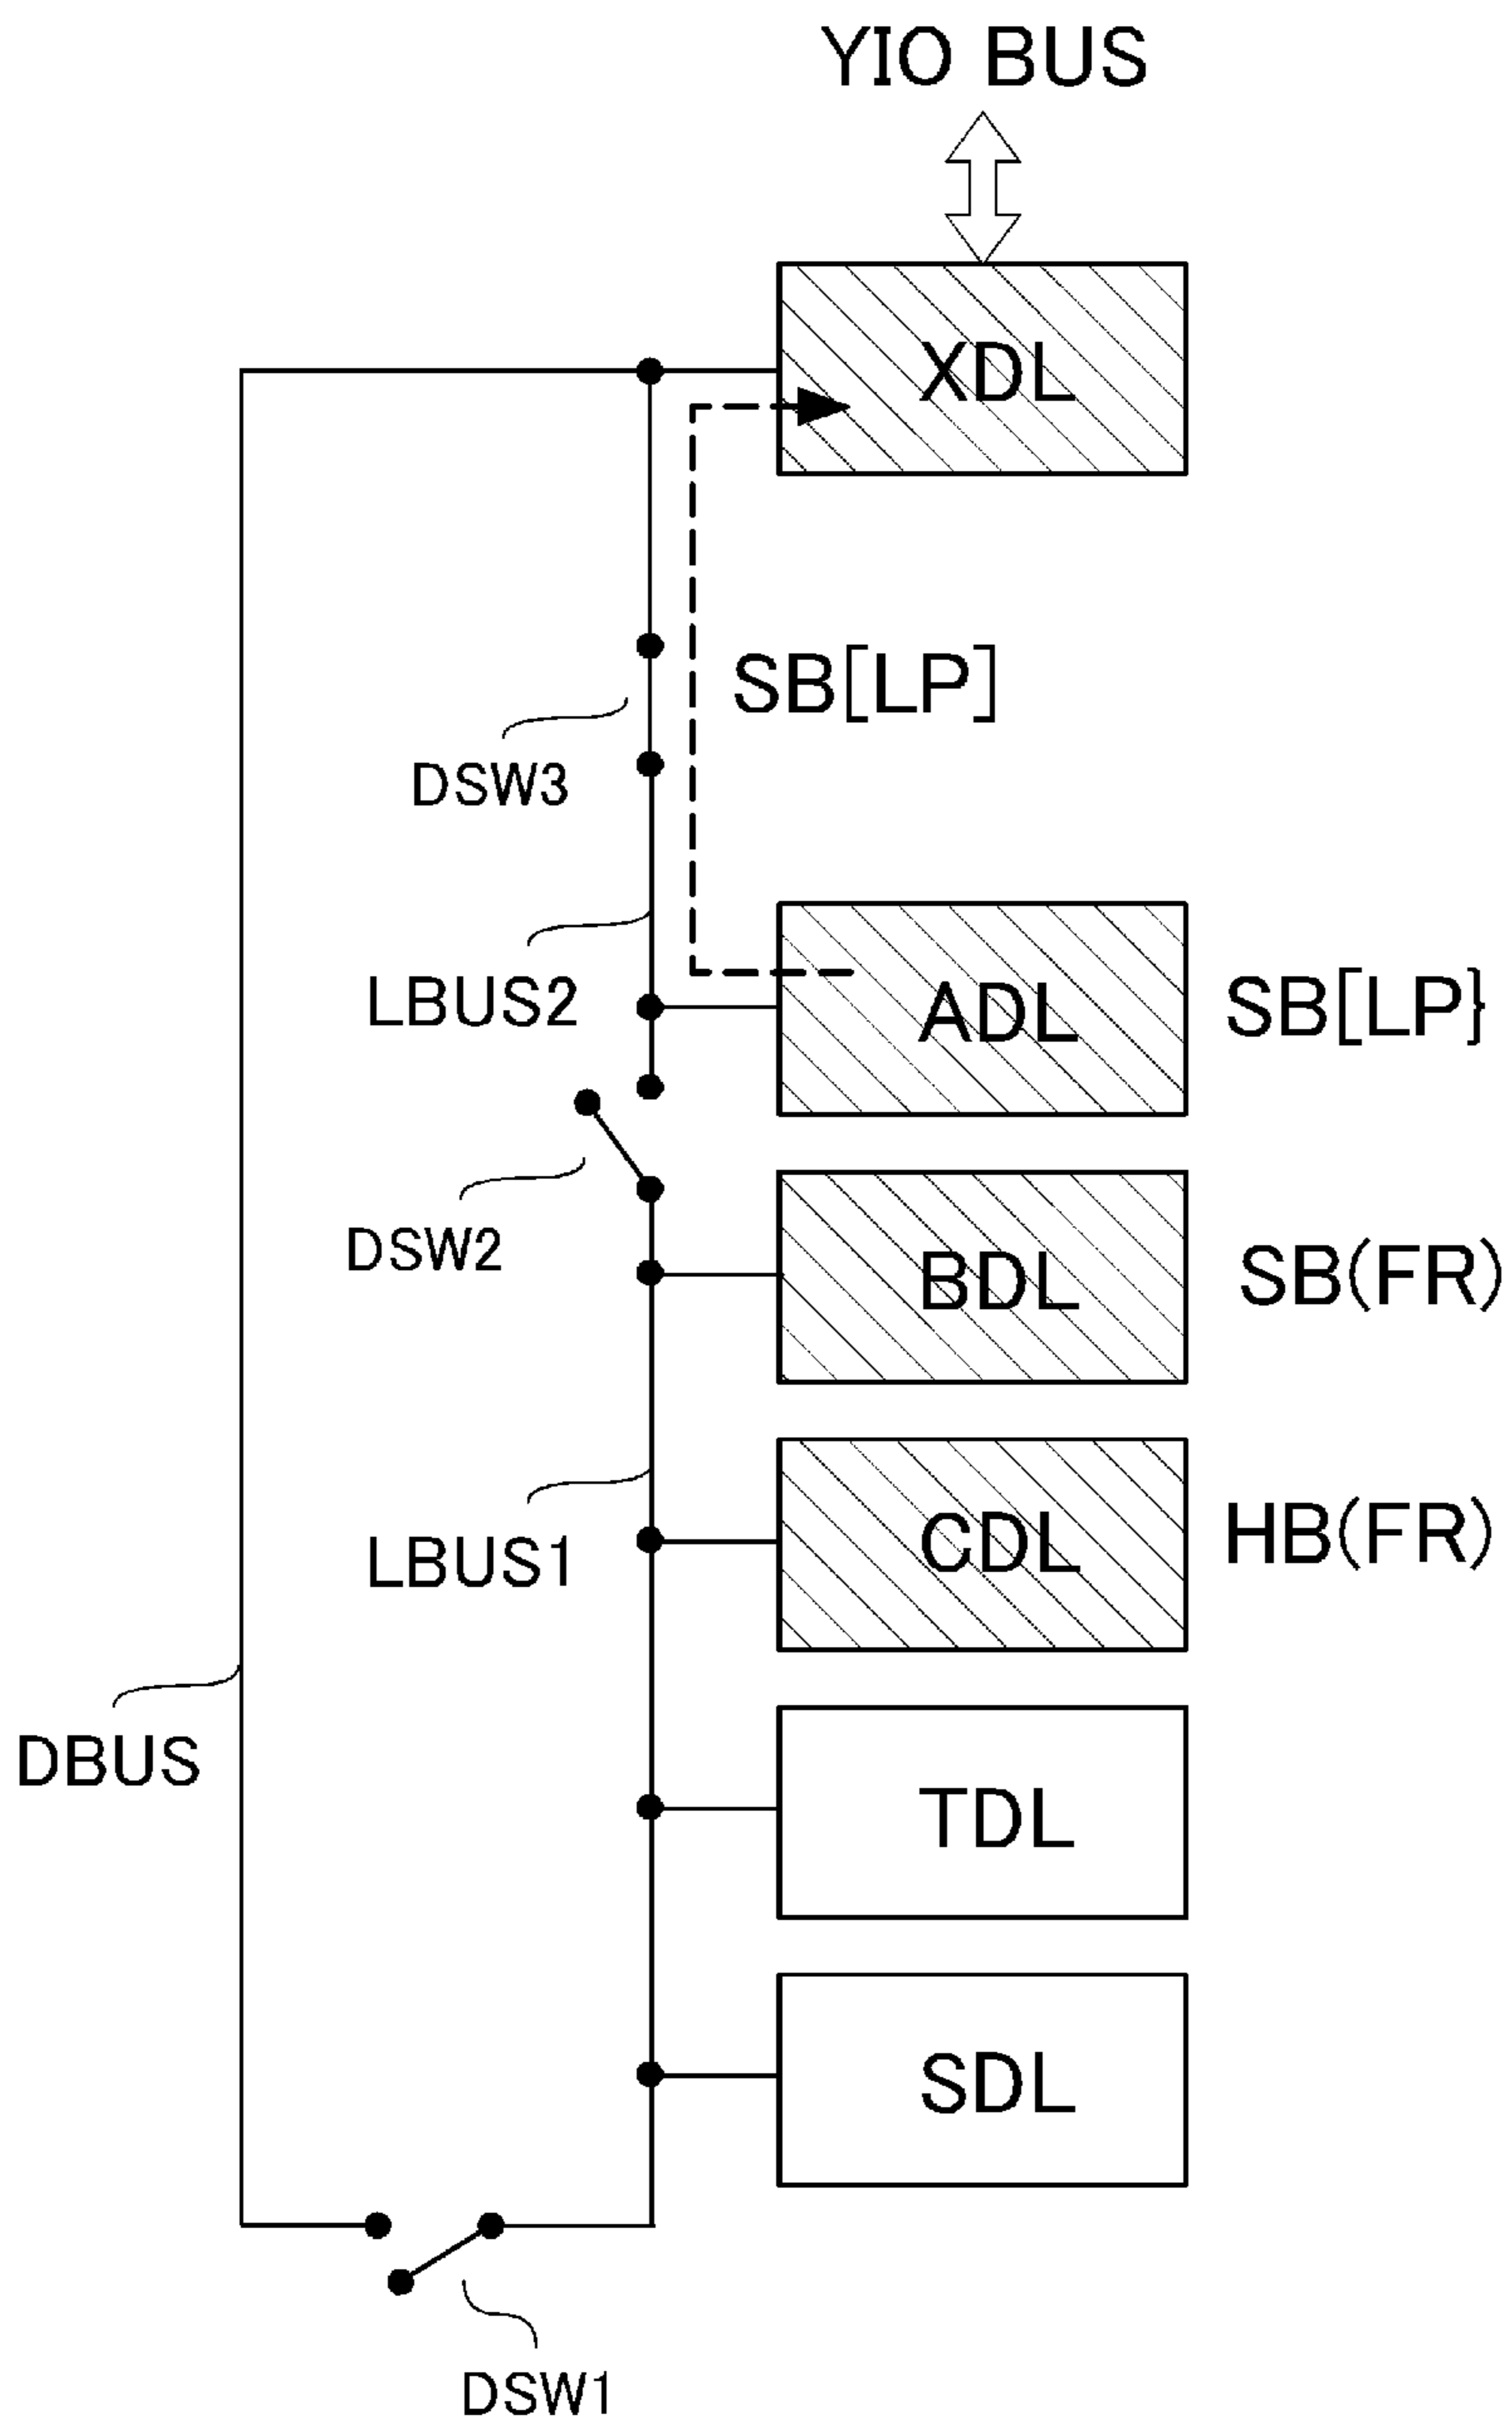 YIO BUS
XDL
SB[LP]
DSW3
LBUS2
ADL
SB[LP}
DSW2
BDL
SB(FR)
LBUS1
CDL
HB(FR)
DBUS
TDL
SDL
DSW1